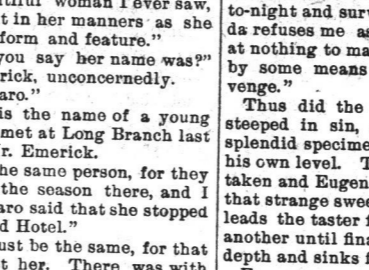 tiful woman I ever saw,
t in her manners as she
form and feature."
you say her name was?"
rick, unconcernedly.
aro."
is the name of a young
met at Long Branch last
r. Emerick.
he same person, for they
the season there, and I
aro said that she stopped
d Hotel."
ust be the same, for that
t her. There was with
to-night and surv
da refuses me as
at nothing to ma
by some means
venge."
Thus did the
steeped in sin,
splendid specime
his own level. T
taken and Eugen
that strange swee
leads the taster f
another until fina
depth and sinks f